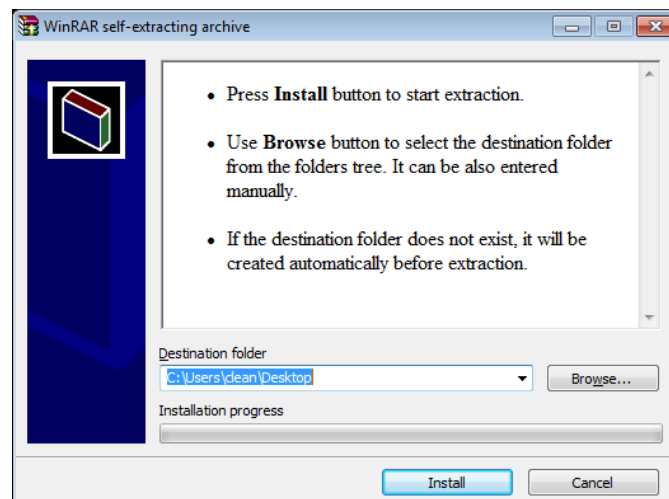 WinRAR self-extracting archive
• Press Install button to start extraction.
• Use Browse button to select the destination folder
from the folders tree. It can be also entered
manually.
• If the destination folder does not exist, it will be
created automatically before extraction.
Destination folder
C:\Users\clean\Desktop
Browse...
Installation progress
Install
Cancel